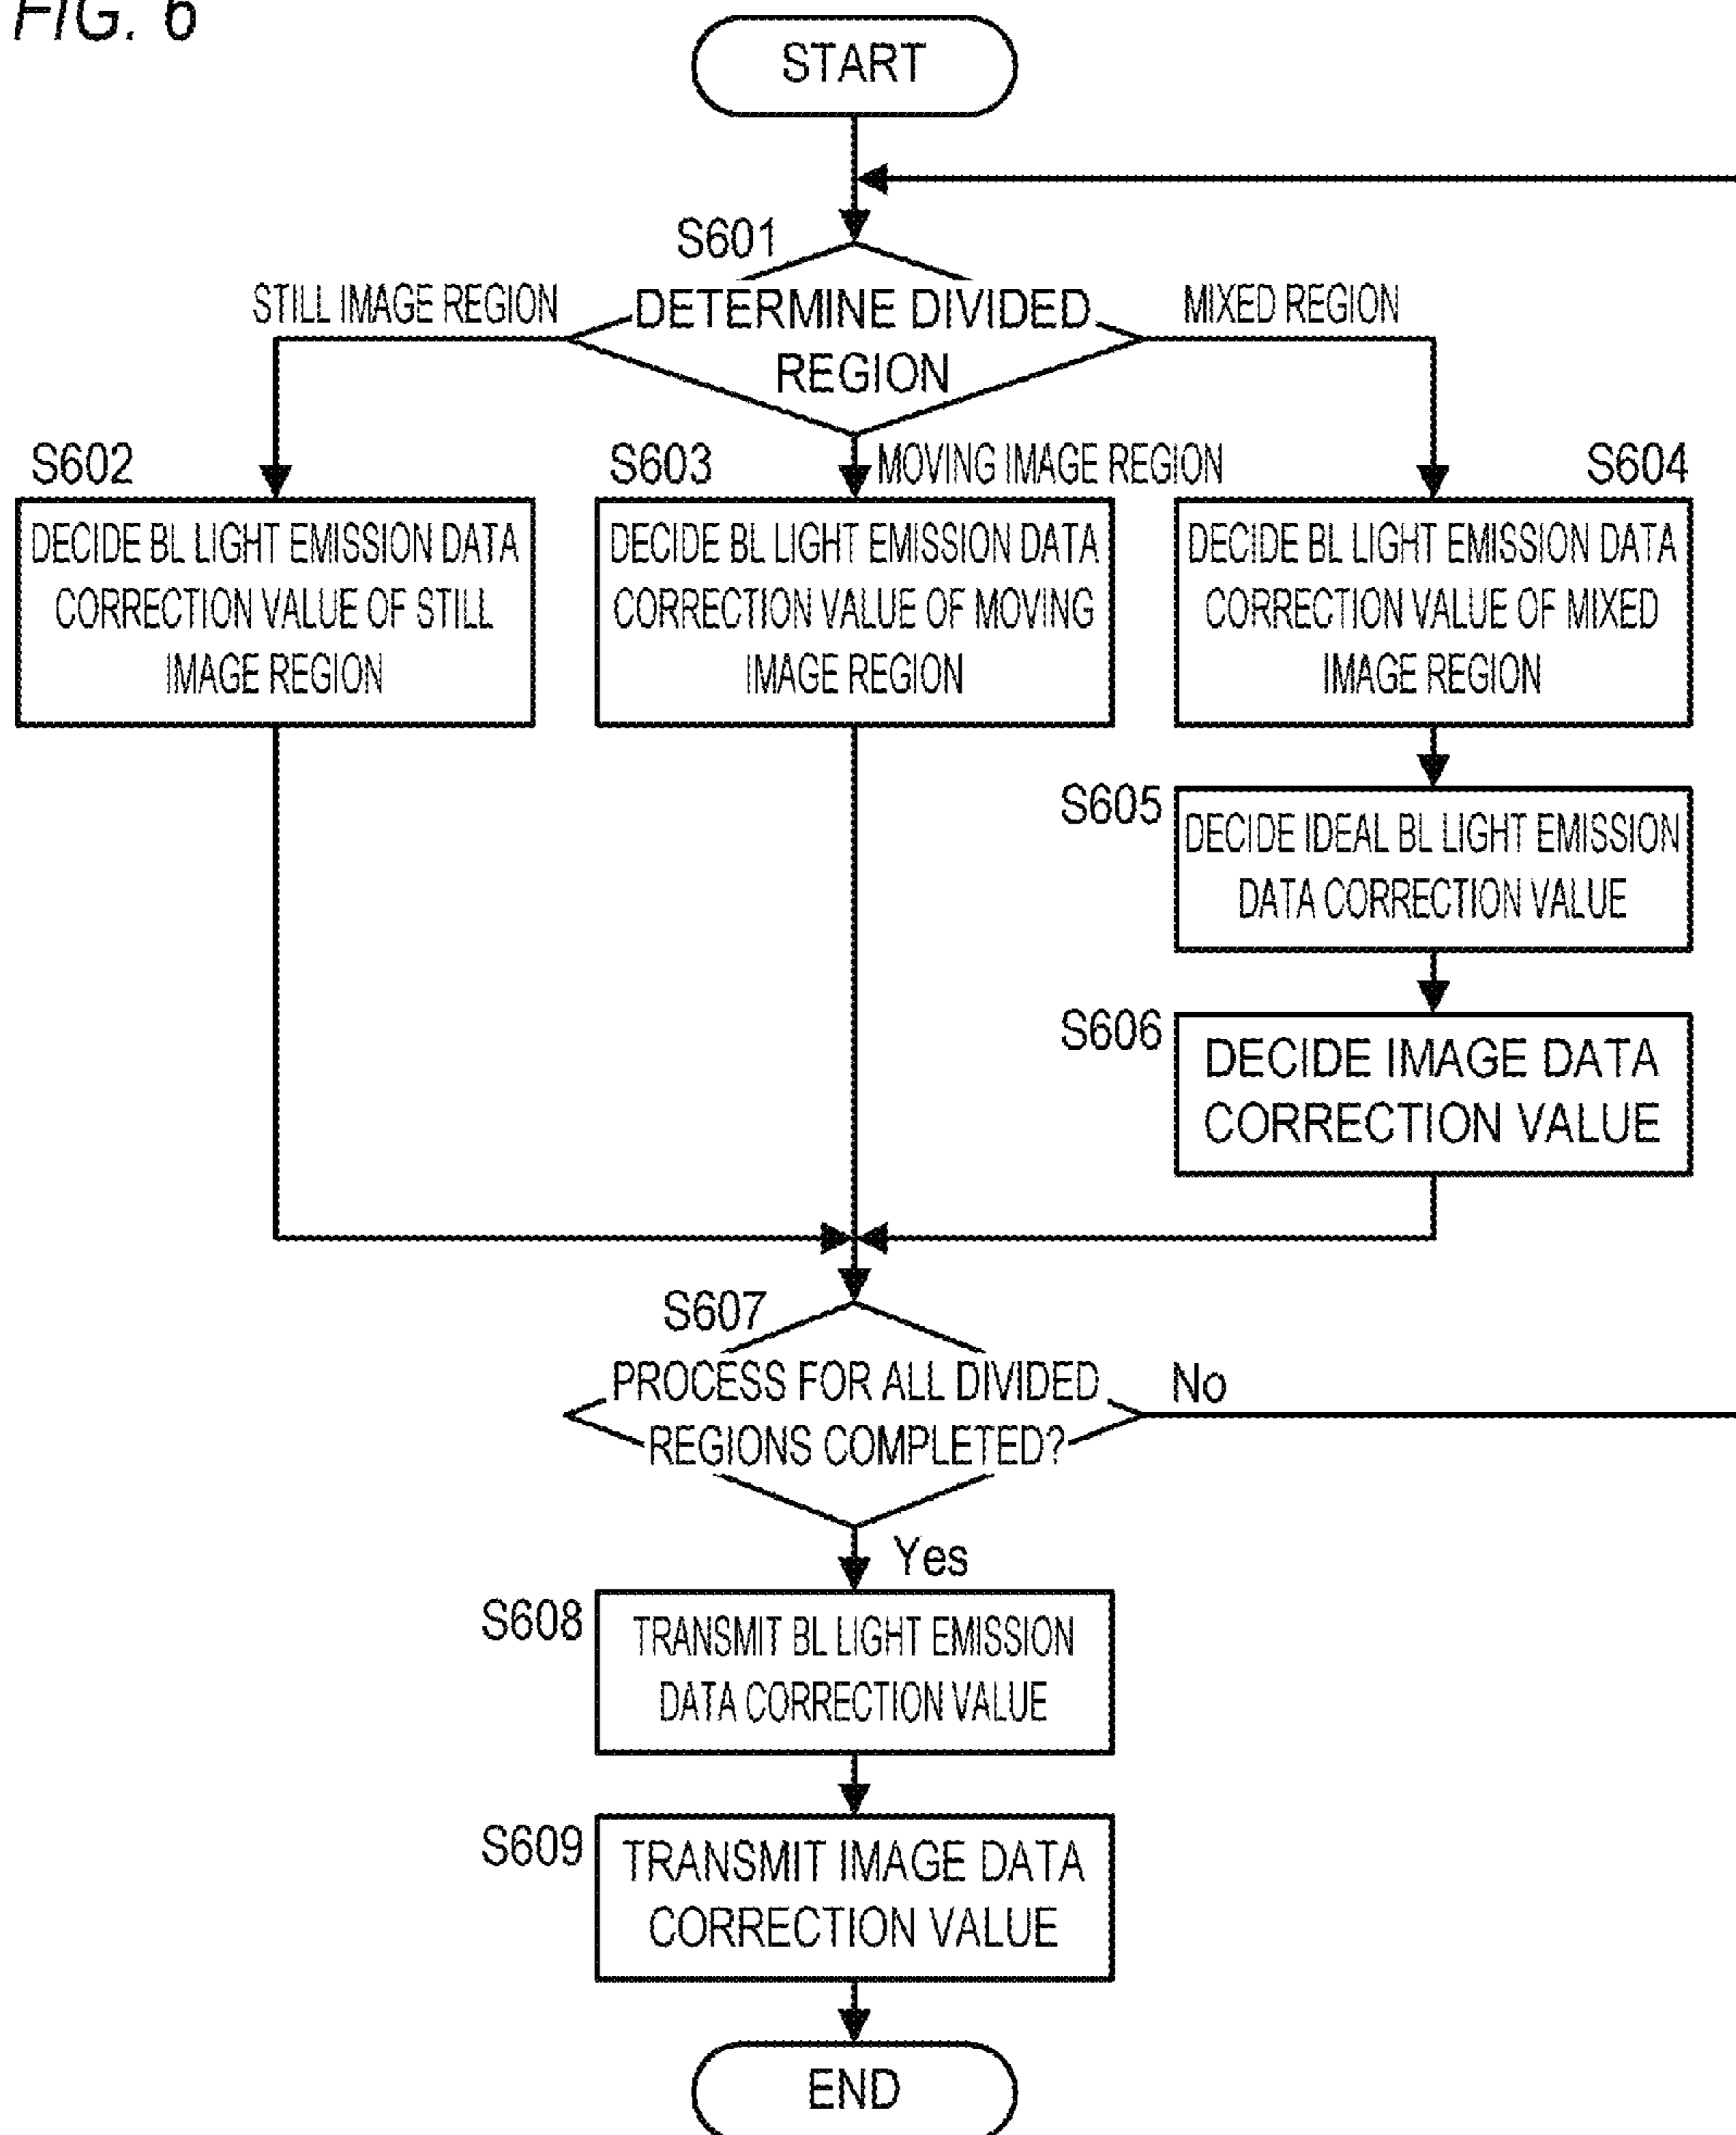 FIG. 6
START
S601
STILL IMAGE REGION
DETERMINE DIVIDED
REGION
MIXED REGION
S602
S603
MOVING IMAGE REGION
S604
DECIDE BL LIGHT EMISSION DATA
CORRECTION VALUE OF STILL
IMAGE REGION
DECIDE BL LIGHT EMISSION DATA
CORRECTION VALUE OF MOVING
IMAGE REGION
DECIDE BL LIGHT EMISSION DATA
CORRECTION VALUE OF MIXED
IMAGE REGION
S605
DECIDE IDEAL BL LIGHT EMISSION
DATA CORRECTION VALUE
S606
DECIDE IMAGE DATA
CORRECTION VALUE
S607
PROCESS FOR ALL DIVIDED
REGIONS COMPLETED?
No
Yes
S608
TRANSMIT BL LIGHT EMISSION
DATA CORRECTION VALUE
S609
TRANSMIT IMAGE DATA
CORRECTION VALUE
END